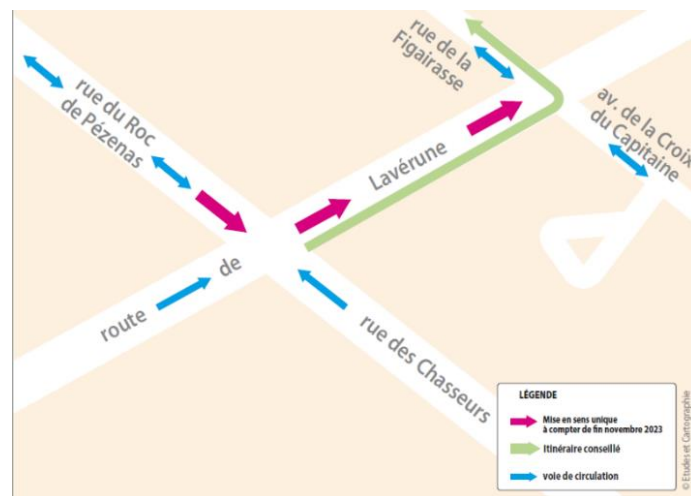 rue de la
Figairasse
rue du Roc
de Pézenas
av. de la Croix
du Capitaine
Lavérune
de
route
rue des Chasseurs
LÉGENDE
Mise en sens unique
à compter de fin novembre 2023
Itinéraire conseillé
voie de circulation
© Etudes et Cartographie